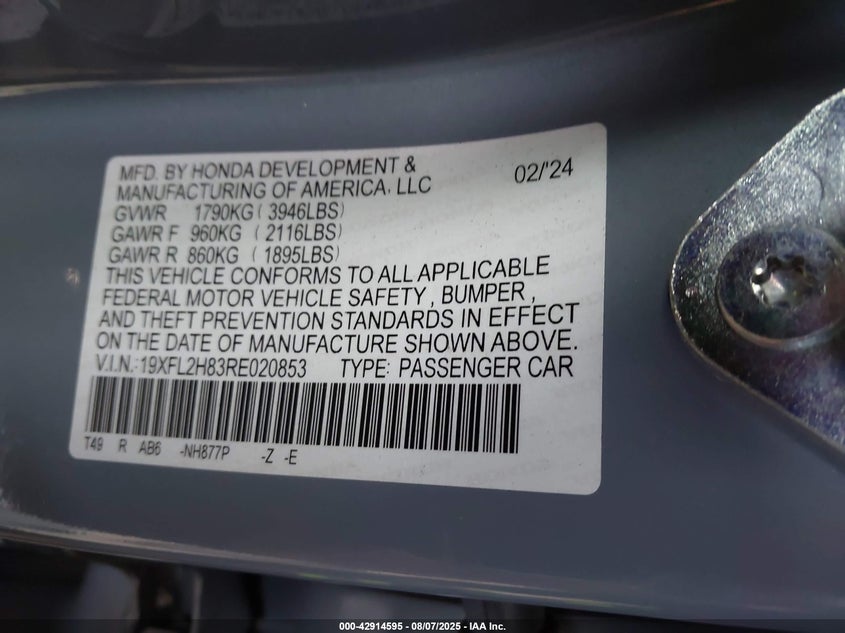 MFD. BY HONDA DEVELOPMENT & 02/'24
MANUFACTURING OF AMERICA, LLC
GVWR 1790KG ( 3946LBS)
GAWR F 960KG ( 2116LBS)
GAWR R 860KG ( 1895LBS)
THIS VEHICLE CONFORMS TO ALL APPLICABLE
FEDERAL MOTOR VEHICLE SAFETY , BUMPER ,
AND THEFT PREVENTION STANDARDS IN EFFECT
ON THE DATE OF MANUFACTURE SHOWN ABOVE.
V.I.N.:19XFL2H83RE020853 TYPE: PASSENGER CAR
T49 R AB6 -NH877P -Z -E
000-42914595 - 08/07/2025 - IAA Inc.